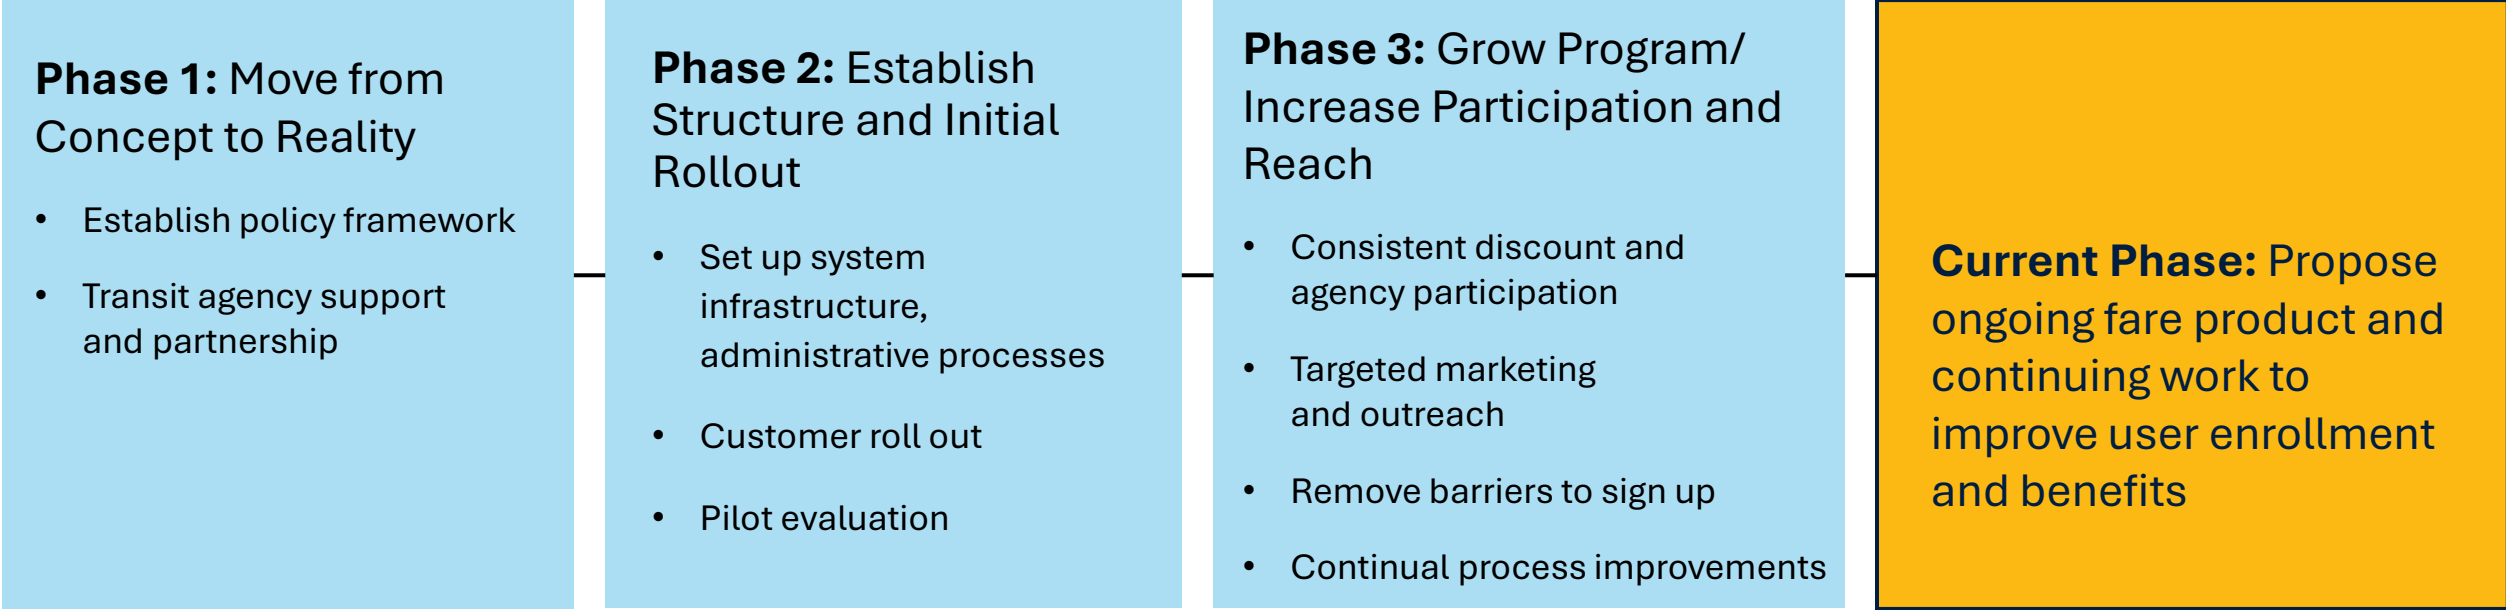 Phase 1: Move from
Concept to Reality
• Establish policy framework
• Transit agency support
and partnership
Phase 2: Establish
Structure and Initial
Rollout
• Set up system
infrastructure,
administrative processes
• Customer roll out
• Pilot evaluation
Phase 3: Grow Program/
Increase Participation and
Reach
• Consistent discount and
agency participation
• Targeted marketing
and outreach
• Remove barriers to sign up
• Continual process improvements
Current Phase: Propose
ongoing fare product and
continuing work to
improve user enrollment
and benefits